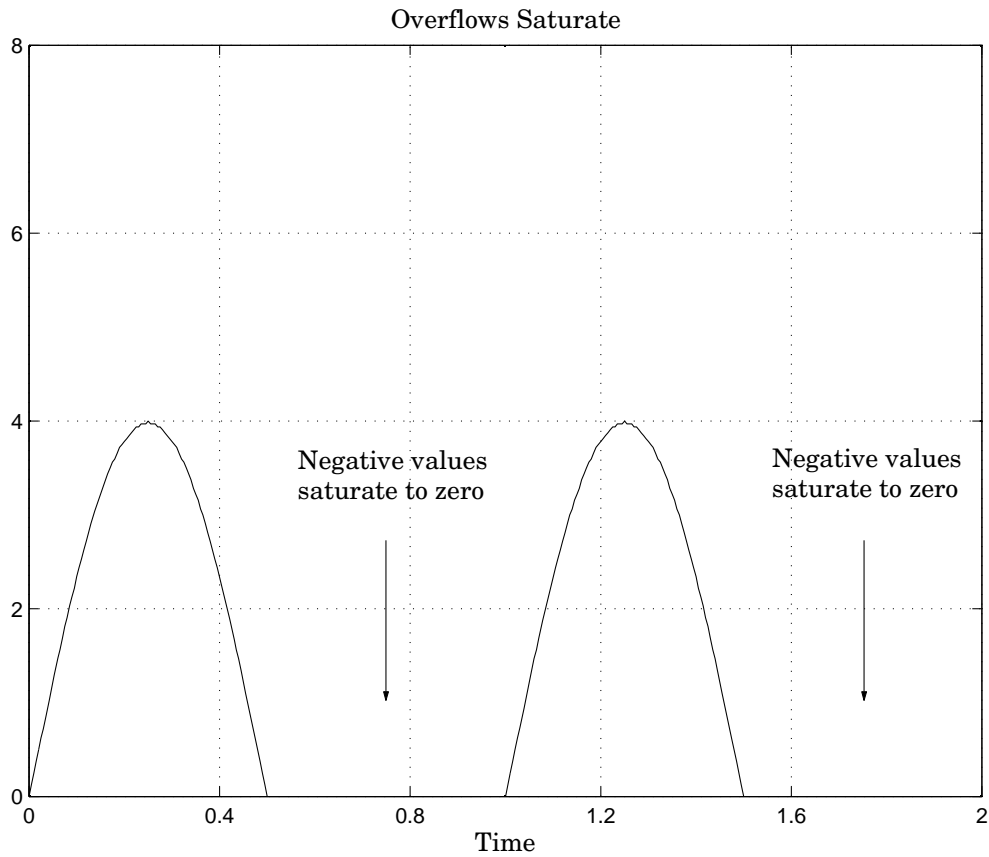 Overflows Saturate
8
6
4
Negative values
saturate to zero
Negative values
saturate to zero
2
0
0 0.4 0.8 1.2 1.6 2
Time